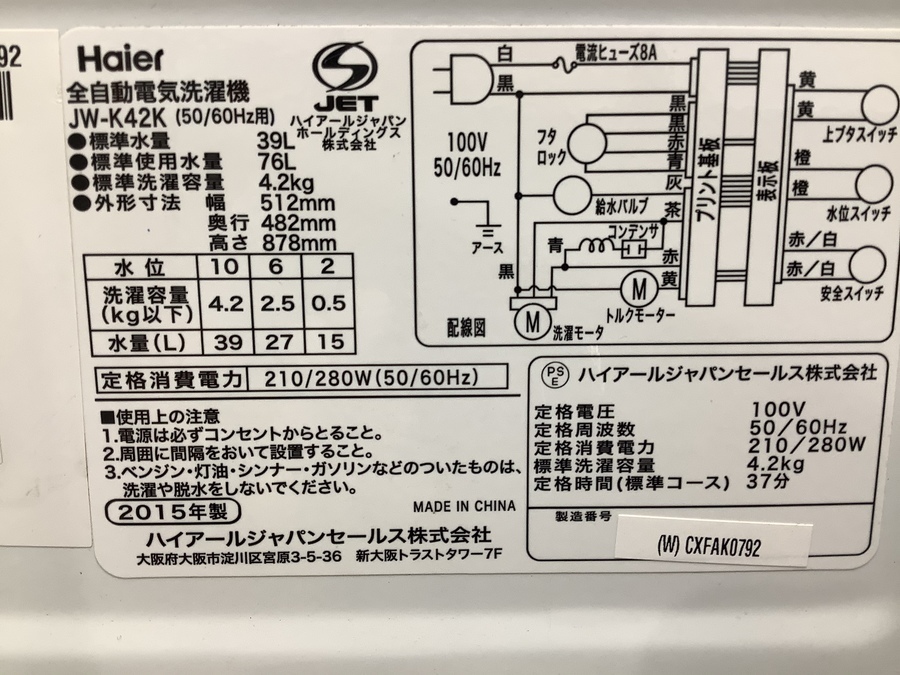 792
Haier
全自動電気洗濯機
JW-K42K (50/60Hz用)
JET
ハイアールジャパン
ホールディングス
株式会社
●標準水量 39L
●標準使用水量 76L
●標準洗濯容量 4.2kg
●外形寸法 幅 512mm
奥行 482mm
高さ 878mm
水位 10 6 2
洗濯容量(kg以下) 4.2 2.5 0.5
水量(L) 39 27 15
定格消費電力 210/280W(50/60Hz)
■使用上の注意
1.電源は必ずコンセントからとること。
2.周囲に間隔をおいて設置すること。
3.ベンジン・灯油・シンナー・ガソリンなどのついたものは、
洗濯や脱水をしないでください。
2015年製
MADE IN CHINA
ハイアールジャパンセールス株式会社
大阪府大阪市淀川区宮原3-5-36 新大阪トラストタワー7F
白
電流ヒューズ8A
黒
100V
50/60Hz
アース
フタ
ロック
黒
黒
赤
青
灰
給水バルブ
茶
コンデンサ
青
赤
黒
黄
M
洗濯モータ
M
トルクモーター
配線図
プリント基板
表示板
黄
黄
上ブタスイッチ
橙
橙
水位スイッチ
赤/白
赤/白
安全スイッチ
PS
E
ハイアールジャパンセールス株式会社
定格電圧 100V
定格周波数 50/60Hz
定格消費電力 210/280W
標準洗濯容量 4.2kg
定格時間(標準コース) 37分
製造番号
(W) CXFAK0792